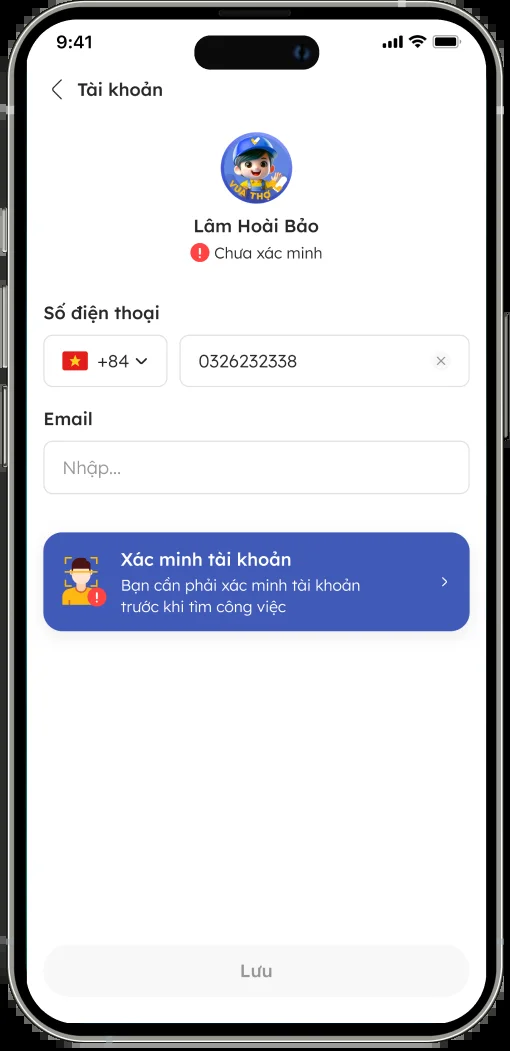 9:41
Tài khoản
VUA THỢ
Lâm Hoài Bảo
! Chưa xác minh
Số điện thoại
+84 0326232338
Email
Nhập...
Xác minh tài khoản
Bạn cần phải xác minh tài khoản
trước khi tìm công việc
Lưu